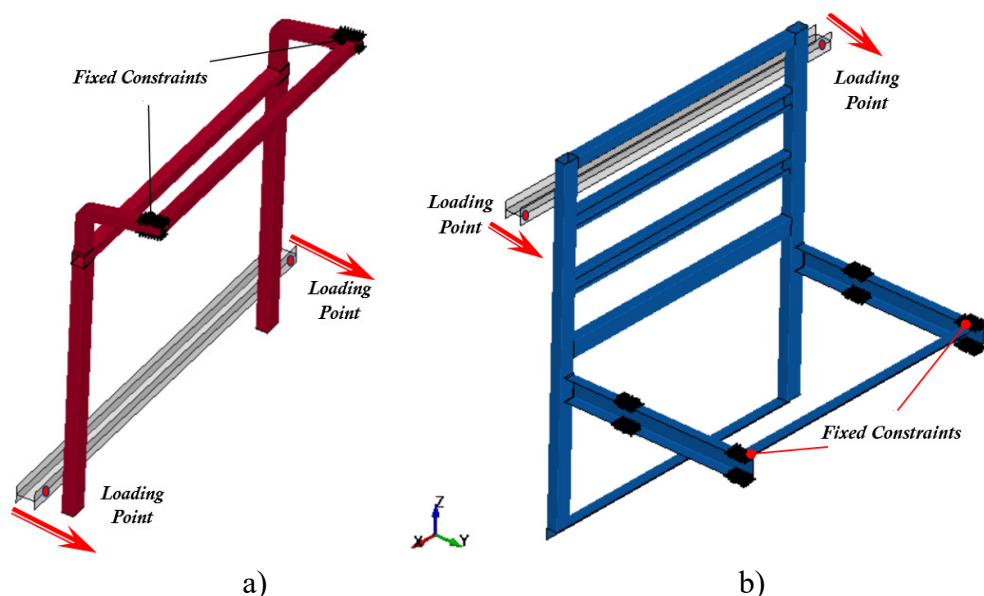 Fixed Constraints
Loading
Point
Loading
Point
Loading
Point
Loading
Point
Fixed Constraints
Z
X
Y
a)
b)